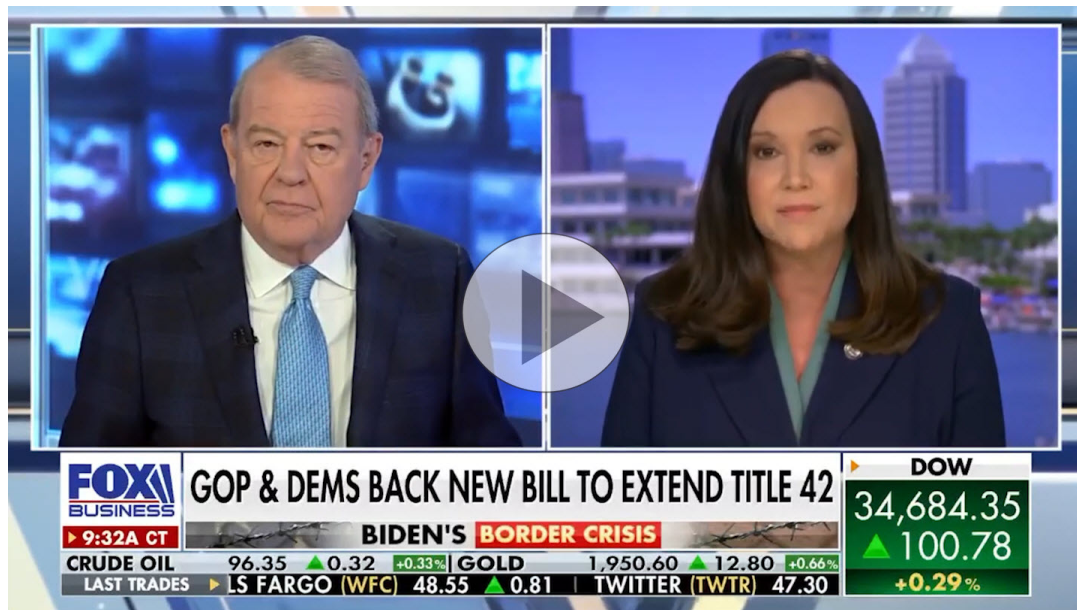 FOX
BUSINESS
9:32A CT
GOP & DEMS BACK NEW BILL TO EXTEND TITLE 42
BIDEN'S BORDER CRISIS
DOW
34,684.35
100.78
+0.29%
CRUDE OIL 96.35 0.32 +0.33% GOLD 1,950.60 12.80 +0.66%
LAST TRADES LS FARGO (WFC) 48.55 0.81 TWITTER (TWTR) 47.30